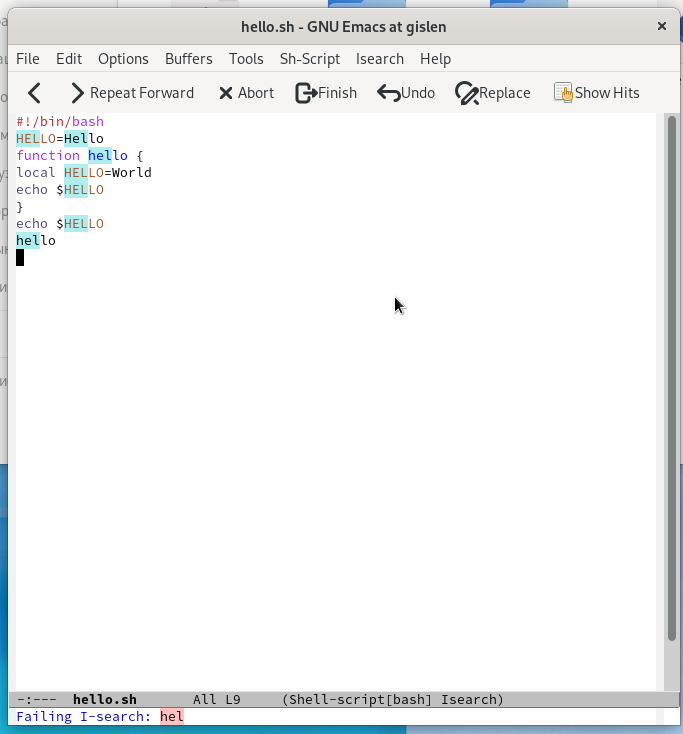 hello.sh - GNU Emacs at gislen
File Edit Options Buffers Tools Sh-Script Isearch Help
Repeat Forward Abort Finish Undo Replace Show Hits
#!/bin/bash
HELLO=Hello
function hello {
local HELLO=World
echo $HELLO
}
echo $HELLO
hello
-:--- hello.sh All L9 (Shell-script[bash] Isearch)
Failing I-search: hel